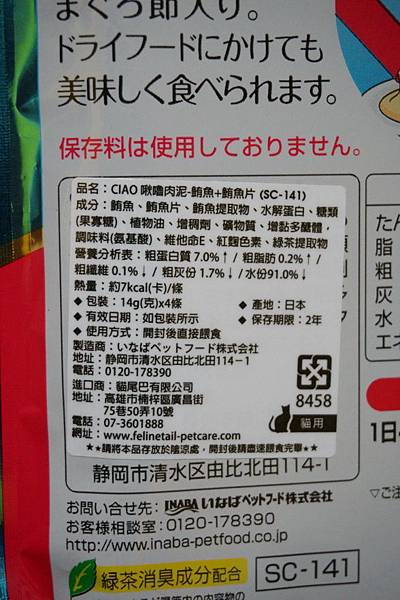 まぐろ節入り。
ドライフードにかけても
美味しく食べられます。
保存料は使用しておりません。
品名：CIAO 啾嚕肉泥-鮪魚+鮪魚片 (SC-141)
成分：鮪魚、鮪魚片、鮪魚提取物、水解蛋白、糖類
(果寡糖)、植物油、增稠劑、礦物質、增黏多醣體、
調味料(氨基酸)、維他命E、紅麴色素、綠茶提取物
營養分析表：粗蛋白質7.0%↑ / 粗脂肪0.2%↑ /
粗纖維0.1%↓ / 粗灰份1.7%↓ / 水份91.0%↓
熱量：約7kcal(卡)/條
◆ 包裝：14g(克)x4條 ◆ 產地：日本
◆ 有效日期：如包裝所示 ◆ 保存期限：2年
◆ 使用方式：開封後直接餵食
製造商：いなばペットフード株式会社
地址：静岡市清水区由比北田114－1
電話：0120-178390
進口商：貓尾巴有限公司
地址：高雄市楠梓區廣昌街
75巷50弄10號
電話：07-3601888
網址：www.felinetail-petcare.com
8458
貓用
★★請將本品存放於陰涼處，開封後請盡速餵食完畢★★
静岡市清水区由比北田114-1
お問い合せ先：INABA いなばペットフード株式会社
お客様相談室：0120-178390
http://www.inaba-petfood.co.jp
緑茶消臭成分配合
SC-141
たん
脂
粗
灰
水
エネ
1日4
▽ご注